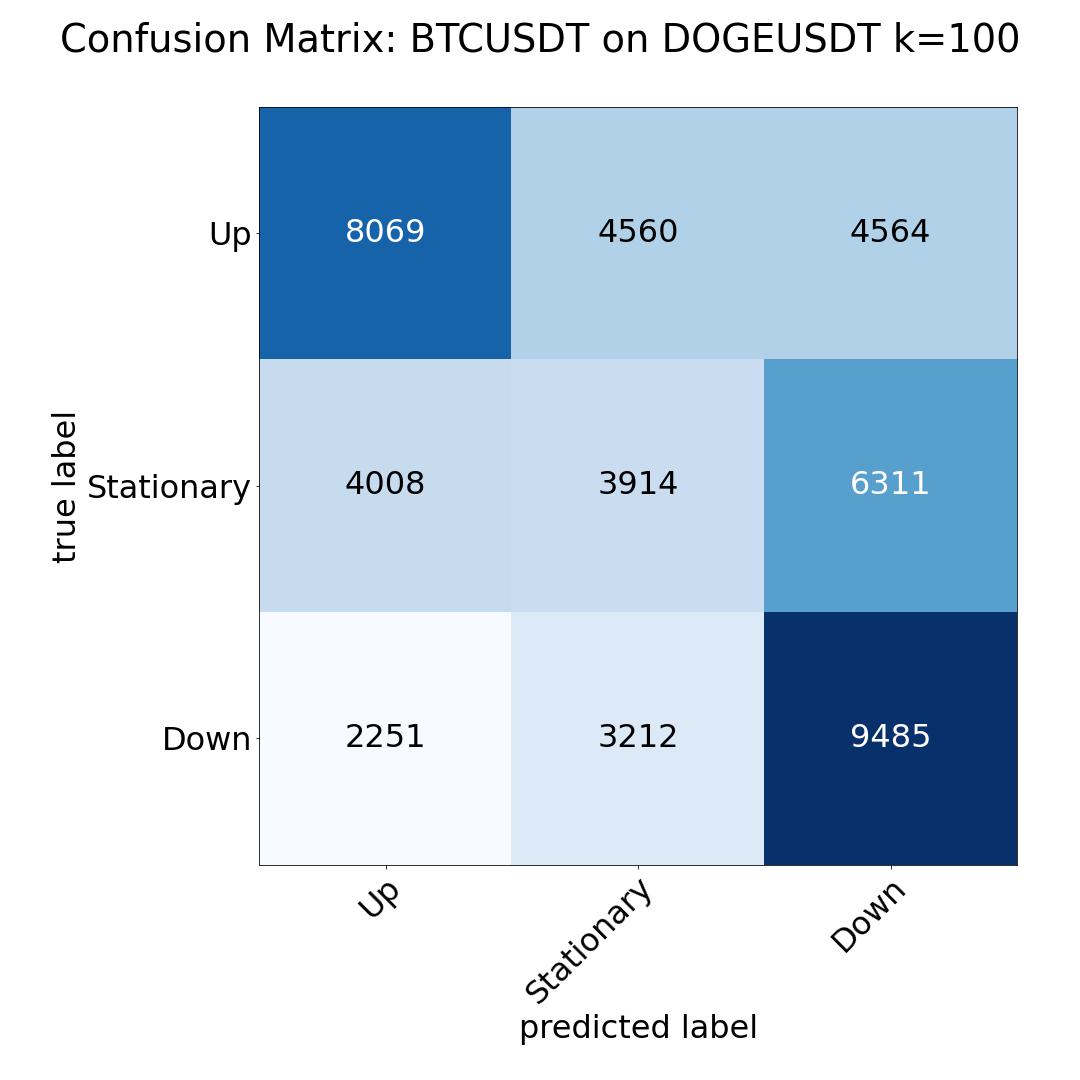 Confusion Matrix: BTCUSDT on DOGEUSDT k=100
Up
8069
4560
4564
true label
Stationary
4008
3914
6311
Down
2251
3212
9485
Up
Stationary
Down
predicted label